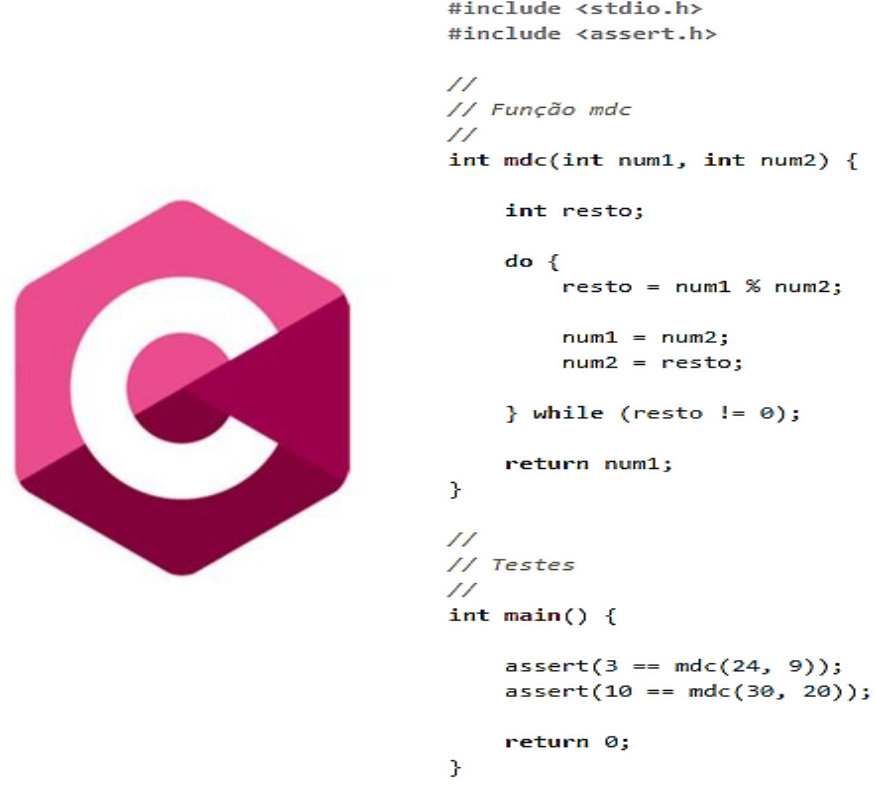 C
#include <stdio.h>
#include <assert.h>
//
// Função mdc
//
int mdc(int num1, int num2) {
int resto;
do {
resto = num1 % num2;
num1 = num2;
num2 = resto;
} while (resto != 0);
return num1;
}
//
// Testes
//
int main() {
assert(3 == mdc(24, 9));
assert(10 == mdc(30, 20));
return 0;
}